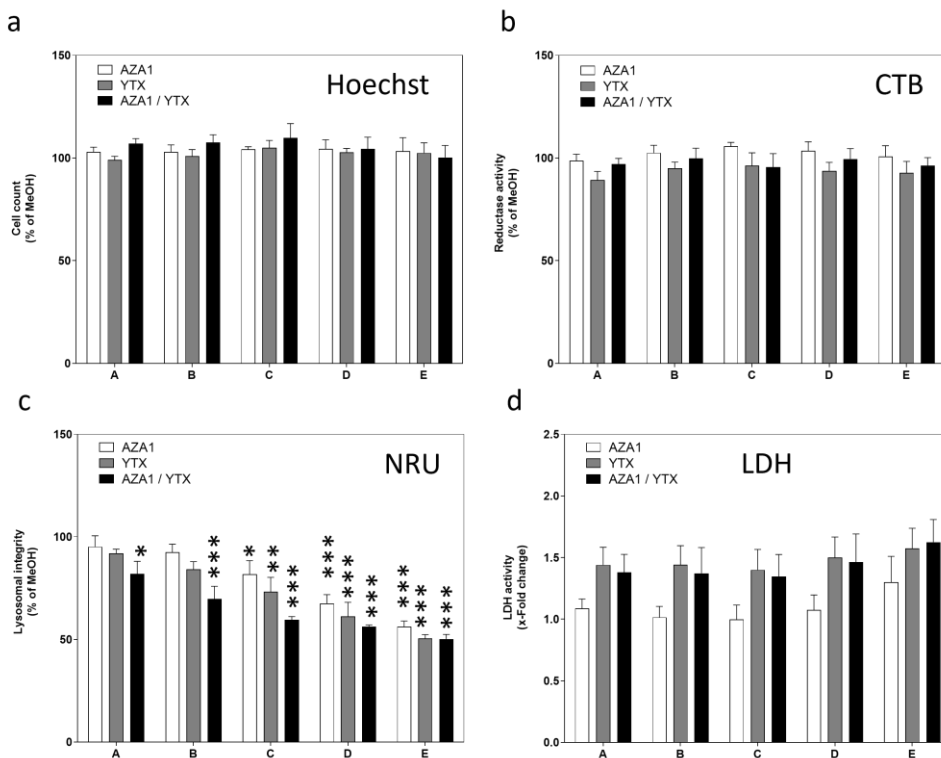 a
150
100
50
0
Cell count
(% of MeOH)
AZA1
YTX
AZA1 / YTX
Hoechst
A B C D E
b
150
100
50
0
Reductase activity
(% of MeOH)
AZA1
YTX
AZA1 / YTX
CTB
A B C D E
c
150
100
50
0
Lysosomal integrity
(% of MeOH)
AZA1
YTX
AZA1 / YTX
NRU
* *** * ** *** *** *** *** *** *** ***
A B C D E
d
2.5
2.0
1.5
1.0
0.5
0.0
LDH activity
(x-Fold change)
AZA1
YTX
AZA1 / YTX
LDH
A B C D E